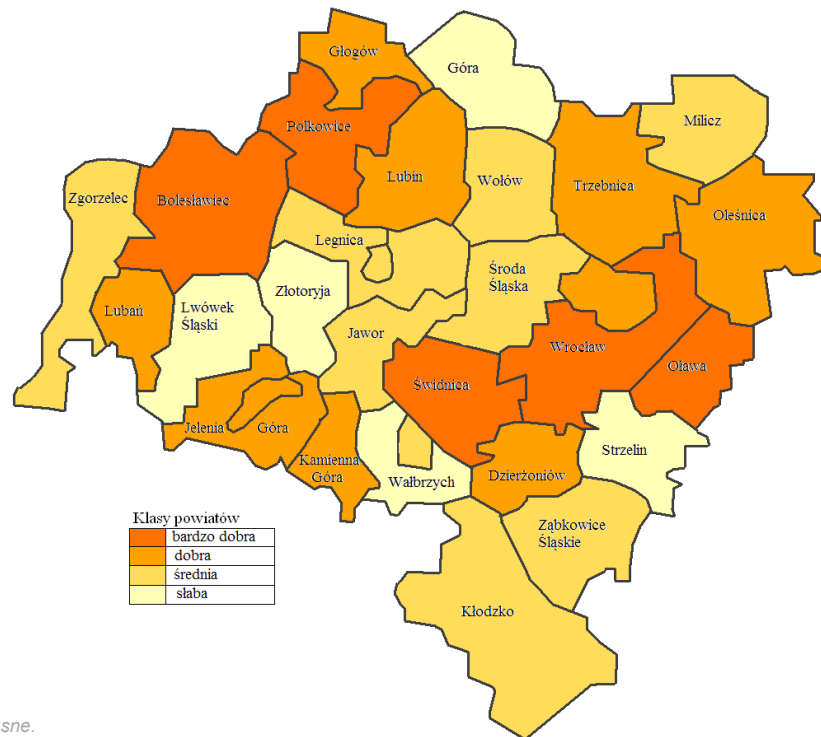 Głogów
Góra
Milicz
Polkowice
Lubin
Wołów
Trzebnica
Zgorzelec
Bolesławiec
Oleśnica
Legnica
Środa
Śląska
Złotoryja
Lubań
Lwówek
Śląski
Jawor
Wrocław
Oława
Świdnica
Jelenia
Góra
Kamienna
Góra
Wałbrzych
Dzierżoniów
Strzelin
Ząbkowice
Śląskie
Kłodzko
Klasy powiatów
bardzo dobra
dobra
średnia
słaba
sne.